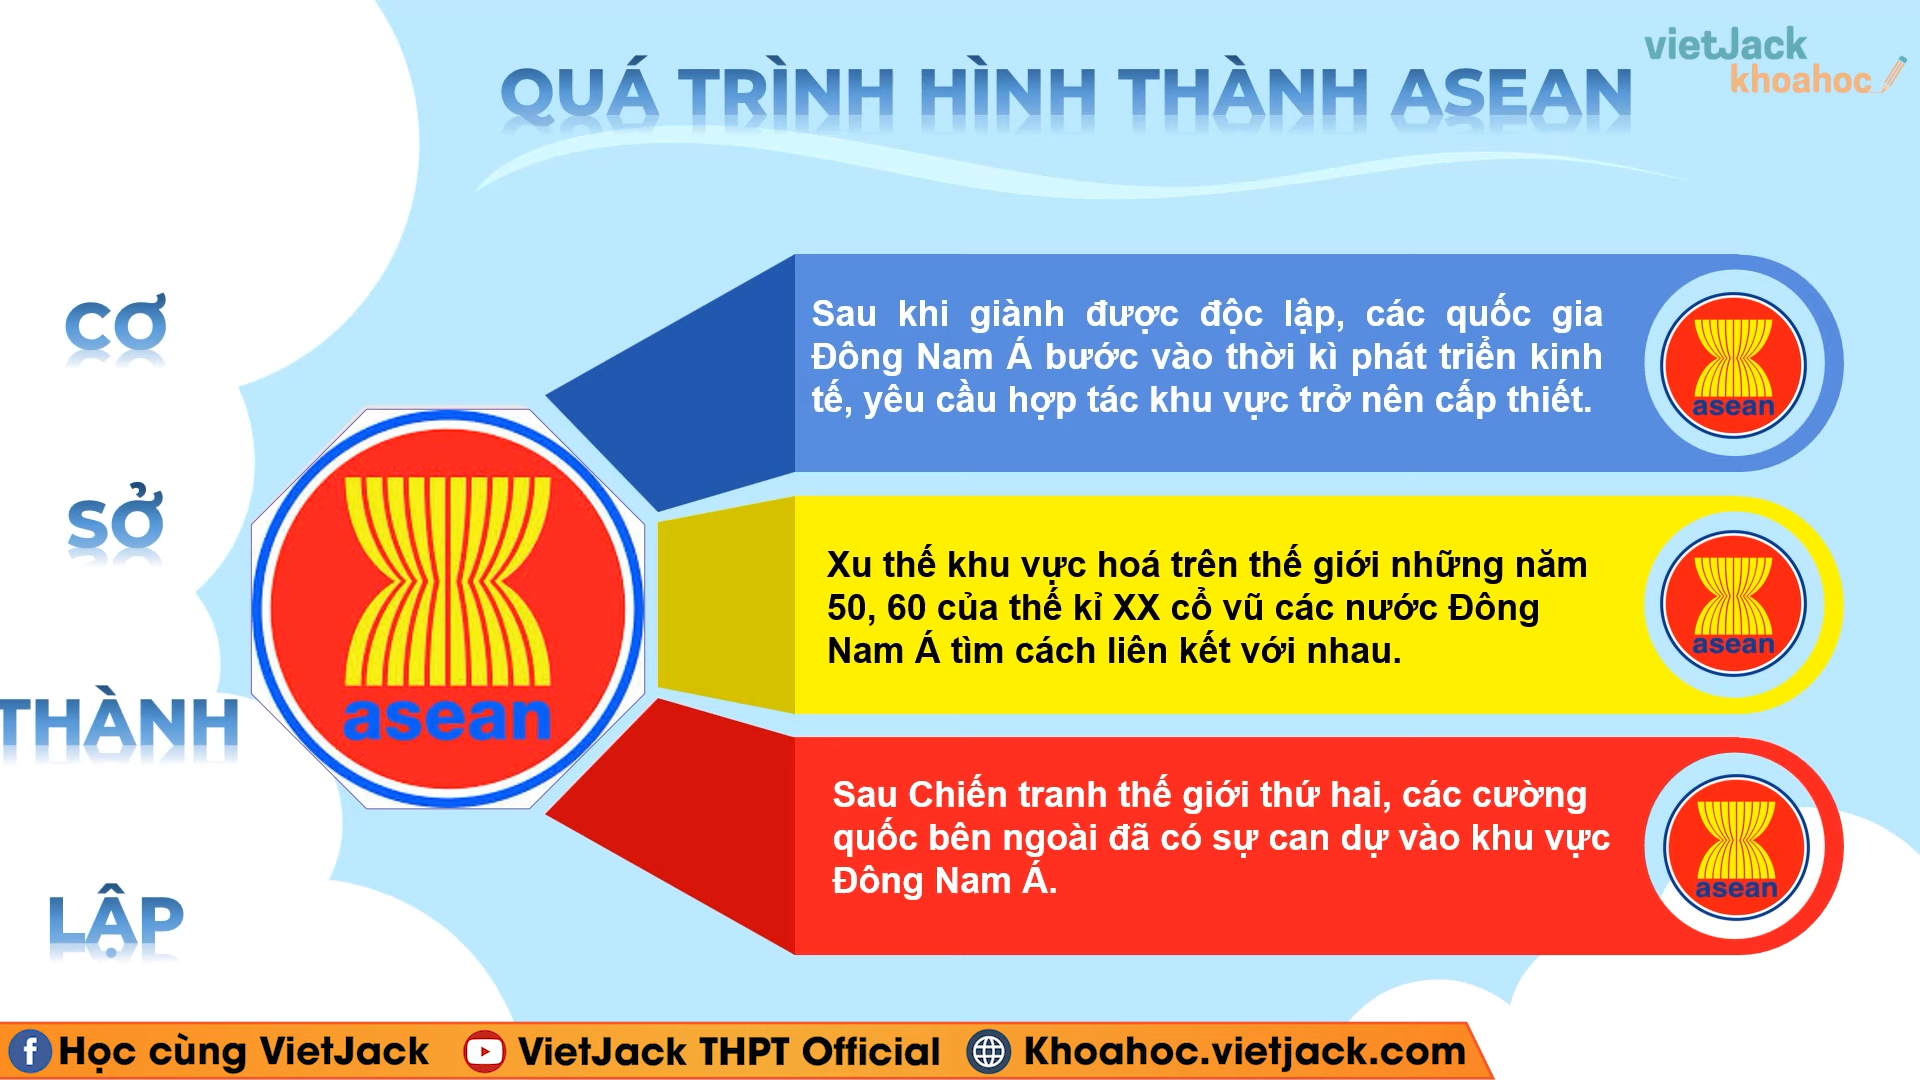 QUÁ TRÌNH HÌNH THÀNH ASEAN
vietJack
khoahoc
CƠ
SỞ
THÀNH
LẬP
asean
Sau khi giành được độc lập, các quốc gia
Đông Nam Á bước vào thời kì phát triển kinh
tế, yêu cầu hợp tác khu vực trở nên cấp thiết.
asean
Xu thế khu vực hoá trên thế giới những năm
50, 60 của thế kỉ XX cổ vũ các nước Đông
Nam Á tìm cách liên kết với nhau.
asean
Sau Chiến tranh thế giới thứ hai, các cường
quốc bên ngoài đã có sự can dự vào khu vực
Đông Nam Á.
asean
Học cùng VietJack VietJack THPT Official Khoahoc.vietjack.com